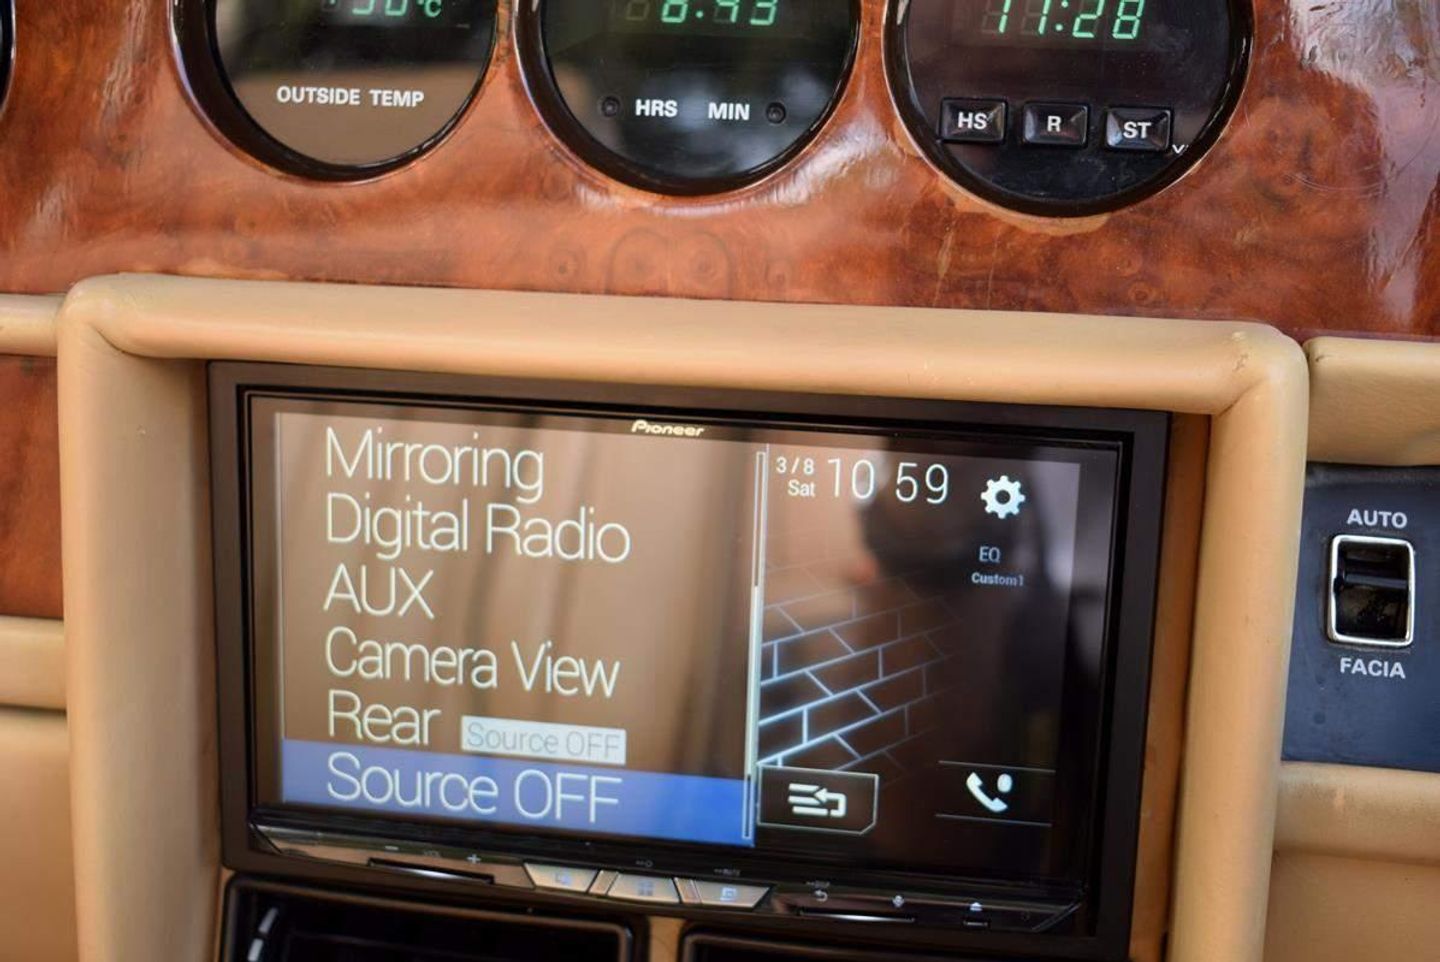 OUTSIDE TEMP
HRS MIN
11:28
HS R ST
Pioneer
Mirroring
Digital Radio
AUX
Camera View
Rear Source OFF
Source OFF
3/8
Sat
10 59
EQ
Custom1
AUTO
FACIA